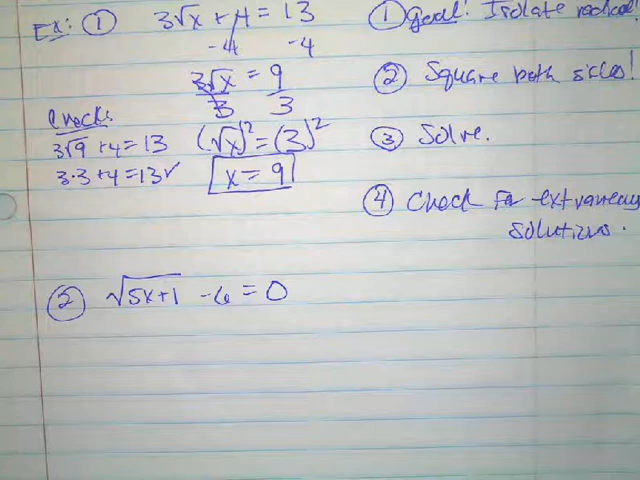 Ex: ① 3√x + 4 = 13
-4 -4
3√x = 9
3 3
Check:
3√9 + 4 = 13
(√x)² = (3)²
3·3 + 4 = 13 ✓
x = 9
① Goal: Isolate radical!
② Square both sides!
③ Solve.
④ Check for extraneous
solutions.
② √5x+1 - 6 = 0